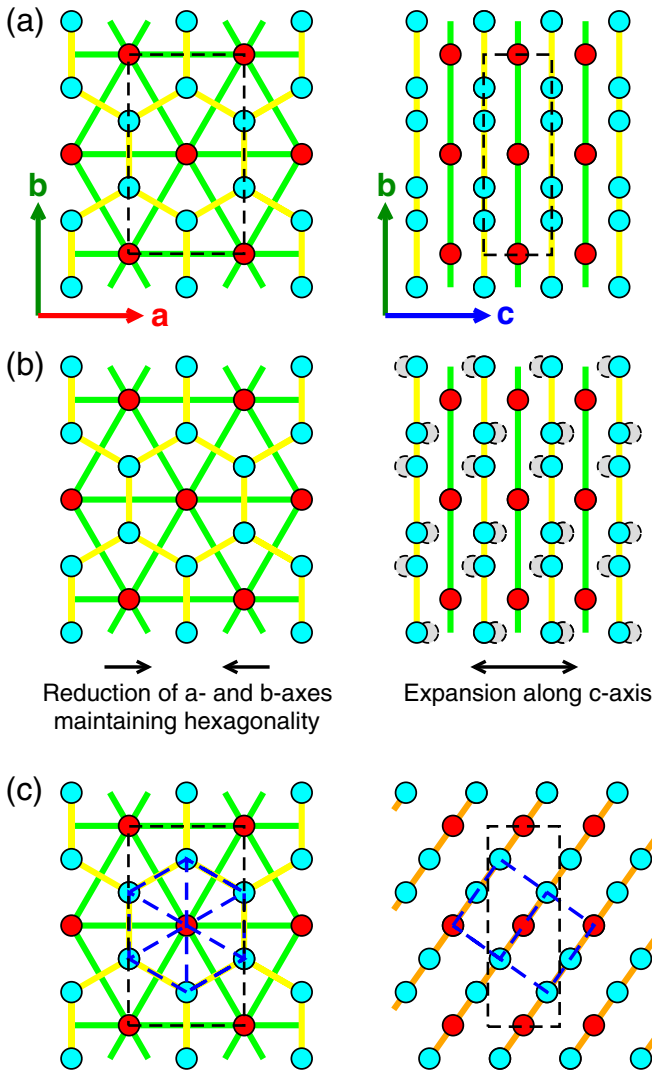 (a)
b
a
b
c
(b)
Reduction of a- and b-axes
maintaining hexagonality
Expansion along c-axis
(c)